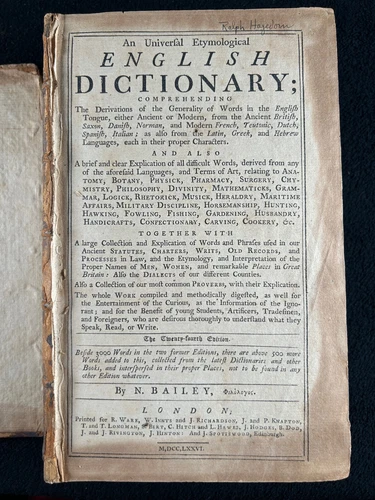 Ralph Hagedorn
An Universal Etymological
ENGLISH
DICTIONARY;
COMPREHENDING
The Derivations of the Generality of Words in the English
Tongue, either Ancient or Modern, from the Ancient British,
Saxon, Danish, Norman, and Modern French, Teutonic, Dutch,
Spanish, Italian: as also from the Latin, Greek, and Hebrew
Languages, each in their proper Characters.
AND ALSO
A brief and clear Explication of all difficult Words, derived from any
of the aforesaid Languages, and Terms of Art, relating to ANA-
TOMY, BOTANY, PHYSICK, PHARMACY, SURGERY, CHY-
MISTRY, PHILOSOPHY, DIVINITY, MATHEMATICKS, GRAM-
MAR, LOGICK, RHETORICK, MUSICK, HERALDRY, MARITIME
AFFAIRS, MILITARY DISCIPLINE, HORSEMANSHIP, HUNTING,
HAWKING, FOWLING, FISHING, GARDENING, HUSBANDRY,
HANDICRAFTS, CONFECTIONARY, CARVING, COOKERY, &c.
TOGETHER WITH
A large Collection and Explication of Words and Phrases used in our
Ancient STATUTES, CHARTERS, WRITS, OLD RECORDS, and
PROCESSES in LAW, and the Etymology, and Interpretation of the
Proper Names of MEN, WOMEN, and remarkable Places in Great
Britain: Also the DIALECTS of our different Counties.
Also a Collection of our most common PROVERBS, with their Explication.
The whole WORK compiled and methodically digested, as well for
the Entertainment of the Curious, as the Information of the Igno-
rant; and for the Benefit of young Students, Artificers, Tradesmen,
and Foreigners, who are desirous thoroughly to understand what they
Speak, Read, or Write.
The Twenty-fourth Edition.
Beside 5000 Words in the two former Editions, there are above 500 more
Words added to this, collected from the latest Dictionaries and other
Books, and interspersed in their proper Places, not to be found in any
other Edition whatever.
By N. BAILEY, Φιλόλογος.
LONDON;
Printed for R. WARE, W. INNYS and J. RICHARDSON, J. and P. KNAPTON,
T. and T. LONGMAN, BERY, C. HITCH and L. HAWES, J. HODGES, B. DOD,
J. and J. RIVINGTON, J. HINTON: And J. SPOTISWOOD, Edinburgh.
M,DCC,LXXVI.